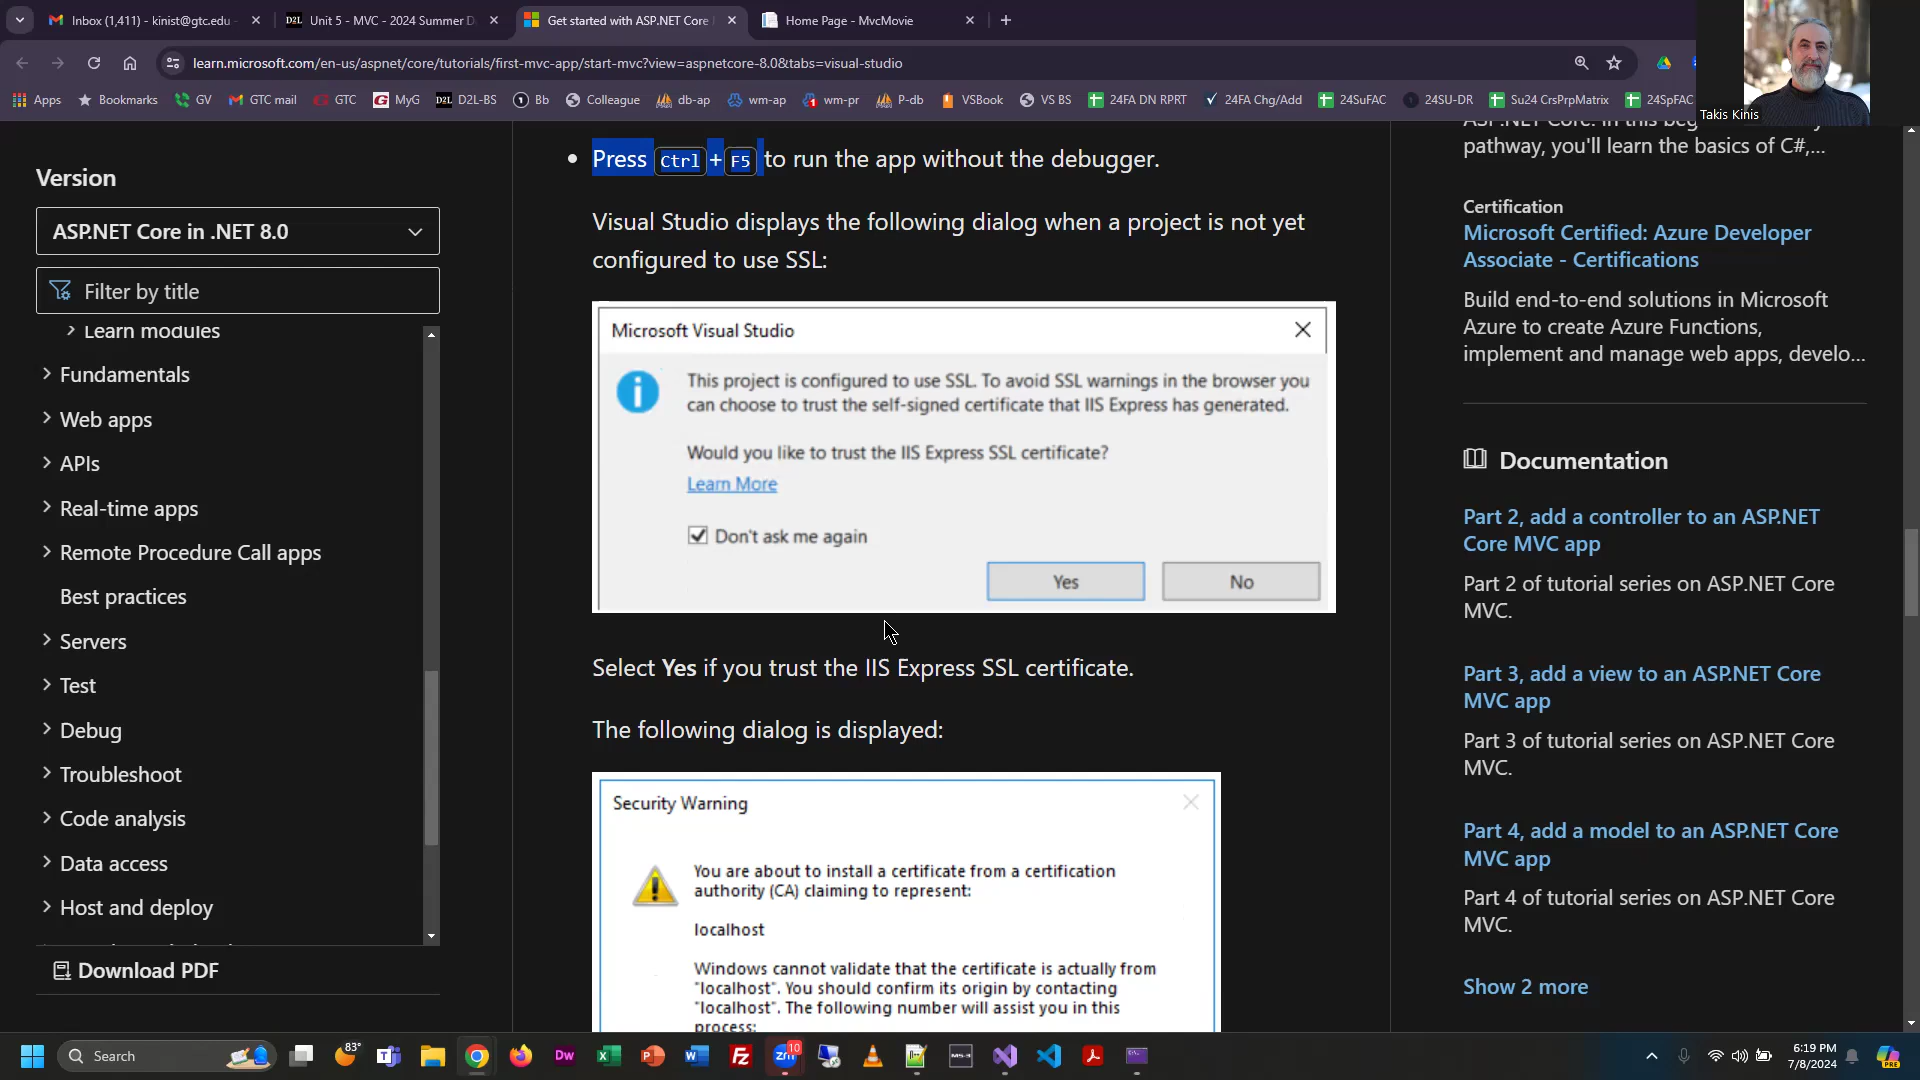 Inbox (1,411) - kinist@gtc.edu -
Unit 5 - MVC - 2024 Summer D
Get started with ASP.NET Core
Home Page - MvcMovie
learn.microsoft.com/en-us/aspnet/core/tutorials/first-mvc-app/start-mvc?view=aspnetcore-8.0&tabs=visual-studio
Apps
Bookmarks
GV
GTC mail
GTC
MyG
D2L-BS
Bb
Colleague
db-ap
wm-ap
wm-pr
P-db
VSBook
VS BS
24FA DN RPRT
24FA Chg/Add
24SuFAC
24SU-DR
Su24 CrsPrpMatrix
24SpFAC
Takis Kinis
Version
ASP.NET Core in .NET 8.0
Filter by title
Learn modules
Fundamentals
Web apps
APIs
Real-time apps
Remote Procedure Call apps
Best practices
Servers
Test
Debug
Troubleshoot
Code analysis
Data access
Host and deploy
Download PDF
Press Ctrl + F5 to run the app without the debugger.
Visual Studio displays the following dialog when a project is not yet
configured to use SSL:
Microsoft Visual Studio
This project is configured to use SSL. To avoid SSL warnings in the browser you
can choose to trust the self-signed certificate that IIS Express has generated.
Would you like to trust the IIS Express SSL certificate?
Learn More
Don't ask me again
Yes
No
Select Yes if you trust the IIS Express SSL certificate.
The following dialog is displayed:
Security Warning
You are about to install a certificate from a certification
authority (CA) claiming to represent:
localhost
Windows cannot validate that the certificate is actually from
"localhost". You should confirm its origin by contacting
"localhost". The following number will assist you in this
process:
pathway, you'll learn the basics of C#,...
Certification
Microsoft Certified: Azure Developer
Associate - Certifications
Build end-to-end solutions in Microsoft
Azure to create Azure Functions,
implement and manage web apps, develo...
Documentation
Part 2, add a controller to an ASP.NET
Core MVC app
Part 2 of tutorial series on ASP.NET Core
MVC.
Part 3, add a view to an ASP.NET Core
MVC app
Part 3 of tutorial series on ASP.NET Core
MVC.
Part 4, add a model to an ASP.NET Core
MVC app
Part 4 of tutorial series on ASP.NET Core
MVC.
Show 2 more
Search
83°
10
6:19 PM
7/8/2024